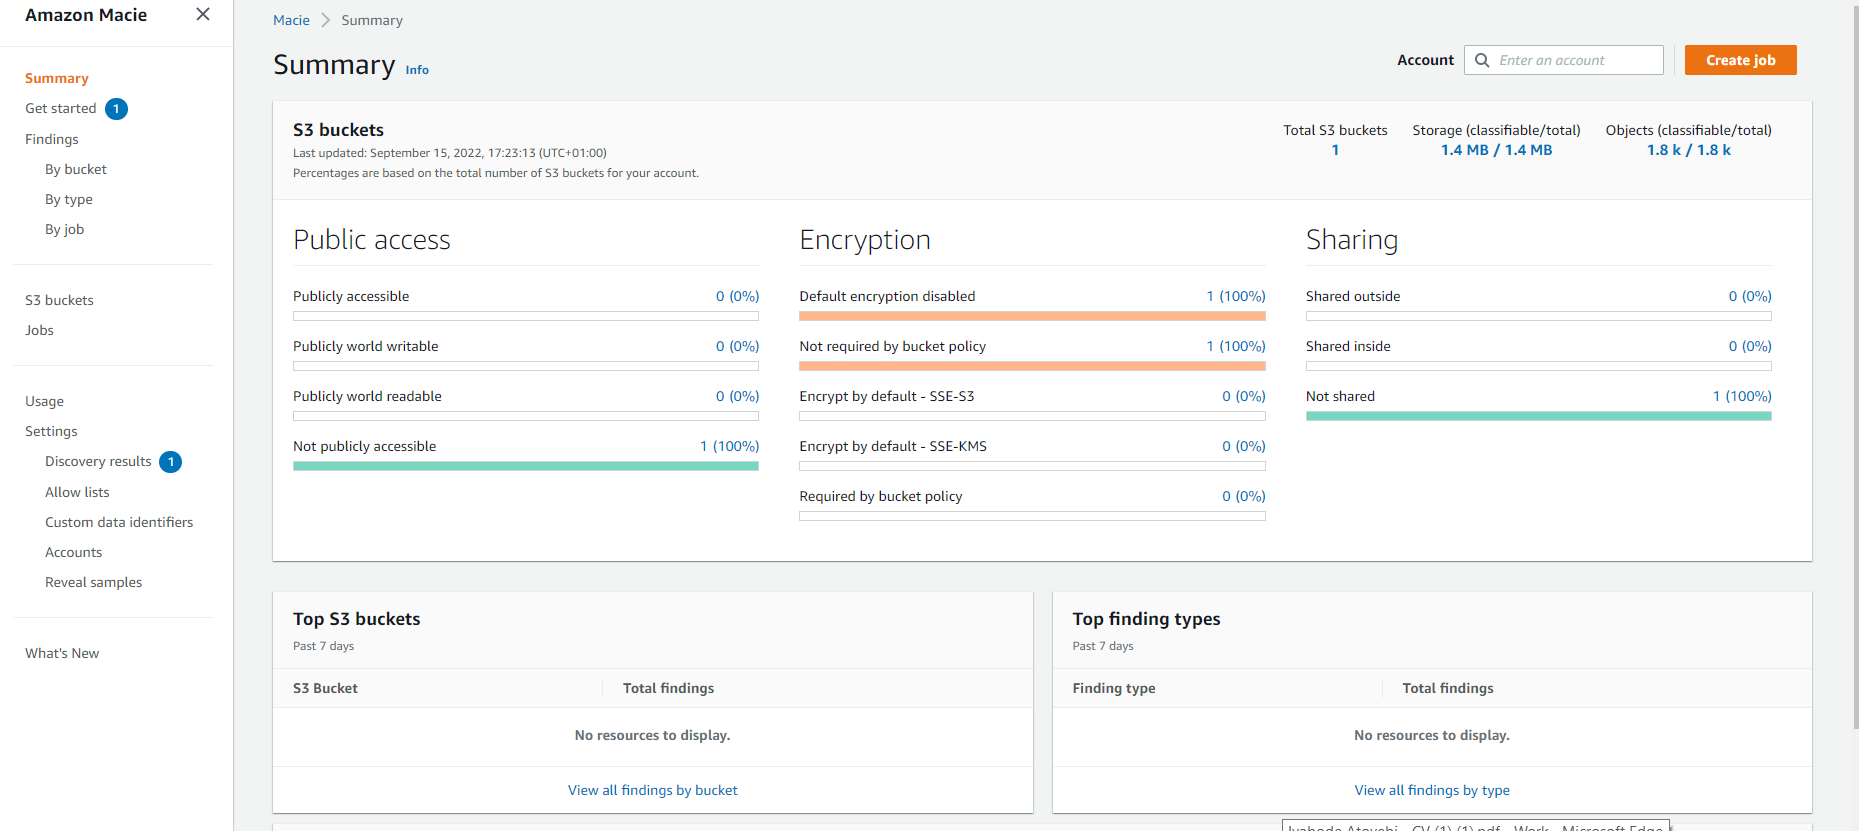 Amazon Macie
Summary
Get started 1
Findings
By bucket
By type
By job
S3 buckets
Jobs
Usage
Settings
Discovery results 1
Allow lists
Custom data identifiers
Accounts
Reveal samples
What's New
Macie > Summary
Summary Info
Account Enter an account Create job
S3 buckets
Last updated: September 15, 2022, 17:23:13 (UTC+01:00)
Percentages are based on the total number of S3 buckets for your account.
Total S3 buckets
1
Storage (classifiable/total)
1.4 MB / 1.4 MB
Objects (classifiable/total)
1.8 k / 1.8 k
Public access
Publicly accessible 0 (0%)
Publicly world writable 0 (0%)
Publicly world readable 0 (0%)
Not publicly accessible 1 (100%)
Encryption
Default encryption disabled 1 (100%)
Not required by bucket policy 1 (100%)
Encrypt by default - SSE-S3 0 (0%)
Encrypt by default - SSE-KMS 0 (0%)
Required by bucket policy 0 (0%)
Sharing
Shared outside 0 (0%)
Shared inside 0 (0%)
Not shared 1 (100%)
Top S3 buckets
Past 7 days
S3 Bucket Total findings
No resources to display.
View all findings by bucket
Top finding types
Past 7 days
Finding type Total findings
No resources to display.
View all findings by type
CV (1) (1).pdf - Work - Microsoft Edge